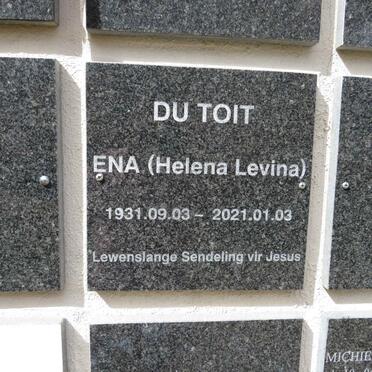 DU TOIT
ENA (Helena Levina)
1931.09.03 - 2021.01.03
Lewenslange Sendeling vir Jesus